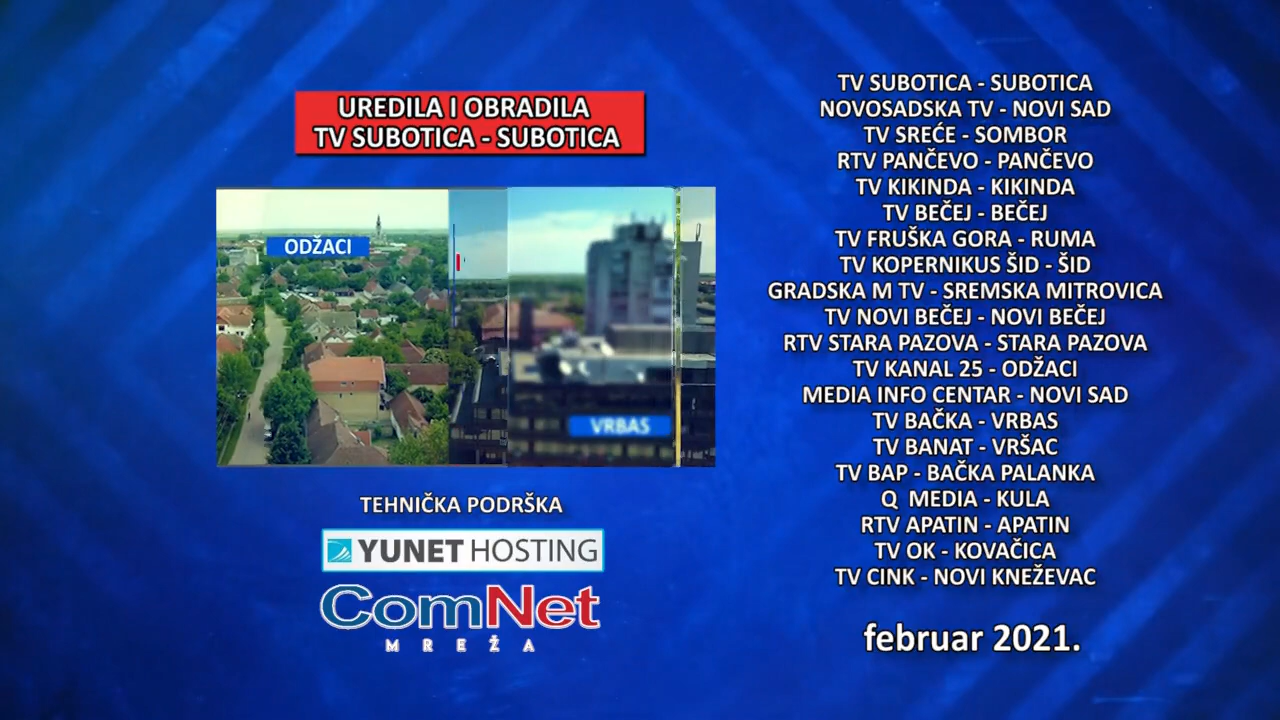 UREDILA I OBRADILA
TV SUBOTICA - SUBOTICA
ODŽACI
VRBAS
TEHNIČKA PODRŠKA
YUNET HOSTING
ComNet
MREŽA
TV SUBOTICA - SUBOTICA
NOVOSADSKA TV - NOVI SAD
TV SREĆE - SOMBOR
RTV PANČEVO - PANČEVO
TV KIKINDA - KIKINDA
TV BEČEJ - BEČEJ
TV FRUŠKA GORA - RUMA
TV KOPERNIKUS ŠID - ŠID
GRADSKA M TV - SREMSKA MITROVICA
TV NOVI BEČEJ - NOVI BEČEJ
RTV STARA PAZOVA - STARA PAZOVA
TV KANAL 25 - ODŽACI
MEDIA INFO CENTAR - NOVI SAD
TV BAČKA - VRBAS
TV BANAT - VRŠAC
TV BAP - BAČKA PALANKA
Q MEDIA - KULA
RTV APATIN - APATIN
TV OK - KOVAČICA
TV CINK - NOVI KNEŽEVAC
februar 2021.